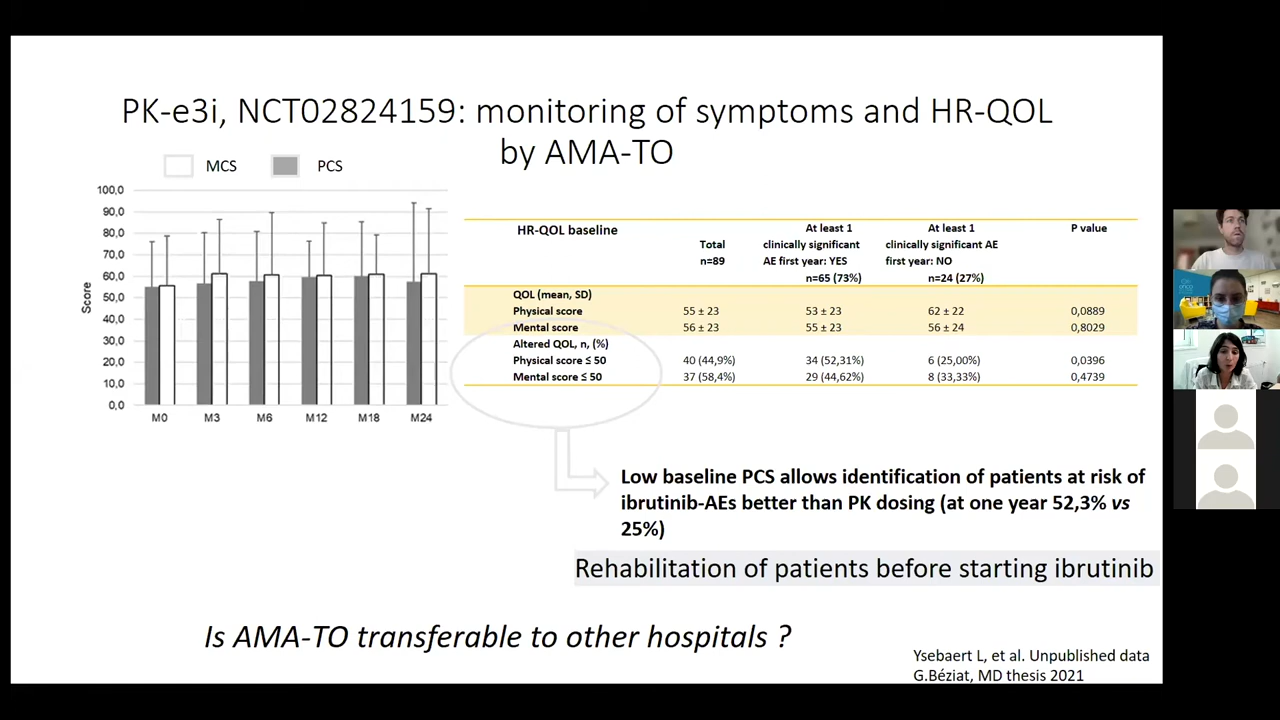 PK-e3i, NCT02824159: monitoring of symptoms and HR-QOL
by AMA-TO
MCS PCS
100,0
90,0
80,0
70,0
60,0
50,0
40,0
30,0
20,0
10,0
0,0
Score
M0 M3 M6 M12 M18 M24
HR-QOL baseline
Total
n=89
At least 1
clinically significant
AE first year: YES
n=65 (73%)
At least 1
clinically significant AE
first year: NO
n=24 (27%)
P value
QOL (mean, SD)
Physical score 55 ± 23 53 ± 23 62 ± 22 0,0889
Mental score 56 ± 23 55 ± 23 56 ± 24 0,8029
Altered QOL, n, (%)
Physical score ≤ 50 40 (44,9%) 34 (52,31%) 6 (25,00%) 0,0396
Mental score ≤ 50 37 (58,4%) 29 (44,62%) 8 (33,33%) 0,4739
Low baseline PCS allows identification of patients at risk of
ibrutinib-AEs better than PK dosing (at one year 52,3% vs
25%)
Rehabilitation of patients before starting ibrutinib
Is AMA-TO transferable to other hospitals ?
Ysebaert L, et al. Unpublished data
G.Béziat, MD thesis 2021